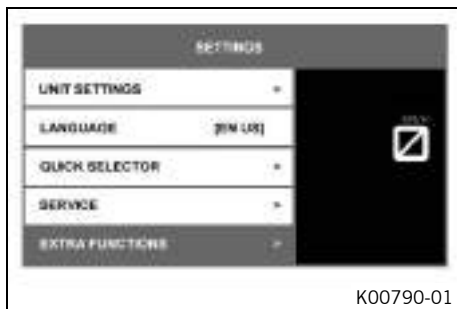 SETTINGS
UNIT SETTINGS
LANGUAGE [EN US]
QUICK SELECTOR
SERVICE
EXTRA FUNCTIONS
K00790-01